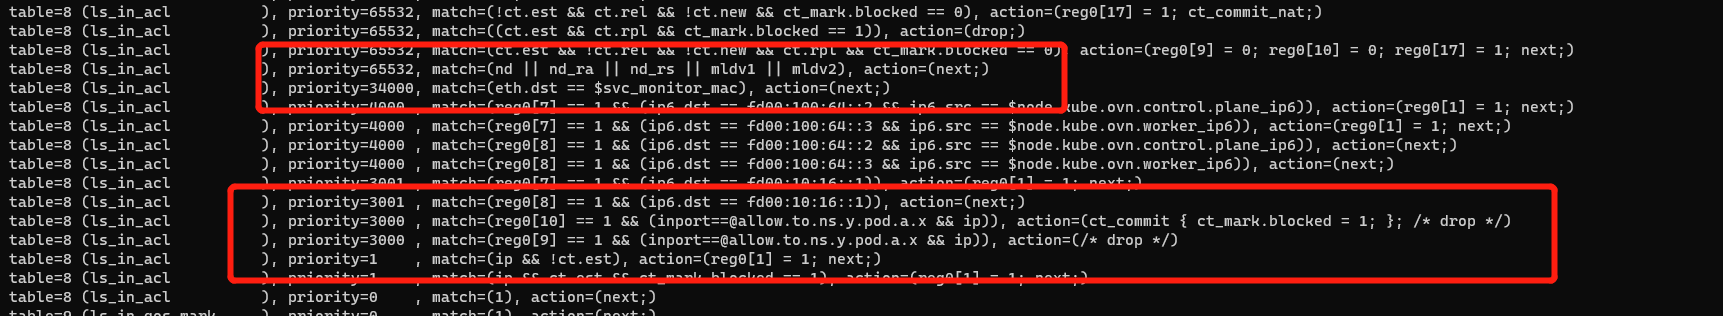 table=8 (ls_in_acl          ), priority=65532, match=(!ct.est && ct.rel && !ct.new && ct_mark.blocked == 0), action=(reg0[17] = 1; ct_commit_nat;)
table=8 (ls_in_acl          ), priority=65532, match=((ct.est && ct.rpl && ct_mark.blocked == 1)), action=(drop;)
table=8 (ls_in_acl          ), priority=65532, match=(ct.est && !ct.rel && !ct.new && ct.rpl && ct_mark.blocked == 0), action=(reg0[9] = 0; reg0[10] = 0; reg0[17] = 1; next;)
table=8 (ls_in_acl          ), priority=65532, match=(nd || nd_ra || nd_rs || mldv1 || mldv2), action=(next;)
table=8 (ls_in_acl          ), priority=34000, match=(eth.dst == $svc_monitor_mac), action=(next;)
table=8 (ls_in_acl          ), priority=4000 , match=(reg0[7] == 1 && (ip6.dst == fd00:100:64::2 && ip6.src == $node.kube.ovn.control.plane_ip6)), action=(reg0[1] = 1; next;)
table=8 (ls_in_acl          ), priority=4000 , match=(reg0[7] == 1 && (ip6.dst == fd00:100:64::3 && ip6.src == $node.kube.ovn.worker_ip6)), action=(reg0[1] = 1; next;)
table=8 (ls_in_acl          ), priority=4000 , match=(reg0[8] == 1 && (ip6.dst == fd00:100:64::2 && ip6.src == $node.kube.ovn.control.plane_ip6)), action=(next;)
table=8 (ls_in_acl          ), priority=4000 , match=(reg0[8] == 1 && (ip6.dst == fd00:100:64::3 && ip6.src == $node.kube.ovn.worker_ip6)), action=(next;)
table=8 (ls_in_acl          ), priority=3001 , match=(reg0[7] == 1 && (ip6.dst == fd00:10:16::1)), action=(reg0[1] = 1; next;)
table=8 (ls_in_acl          ), priority=3001 , match=(reg0[8] == 1 && (ip6.dst == fd00:10:16::1)), action=(next;)
table=8 (ls_in_acl          ), priority=3000 , match=(reg0[10] == 1 && (inport==@allow.to.ns.y.pod.a.x && ip)), action=(ct_commit { ct_mark.blocked = 1; }; /* drop */)
table=8 (ls_in_acl          ), priority=3000 , match=(reg0[9] == 1 && (inport==@allow.to.ns.y.pod.a.x && ip)), action=(/* drop */)
table=8 (ls_in_acl          ), priority=1    , match=(ip && !ct.est), action=(reg0[1] = 1; next;)
table=8 (ls_in_acl          ), priority=1    , match=(ip && ct.est && ct_mark.blocked == 1), action=(reg0[1] = 1; next;)
table=8 (ls_in_acl          ), priority=0    , match=(1), action=(next;)
table=9 (ls_in_qos_mark     ), priority=0    , match=(1), action=(next;)